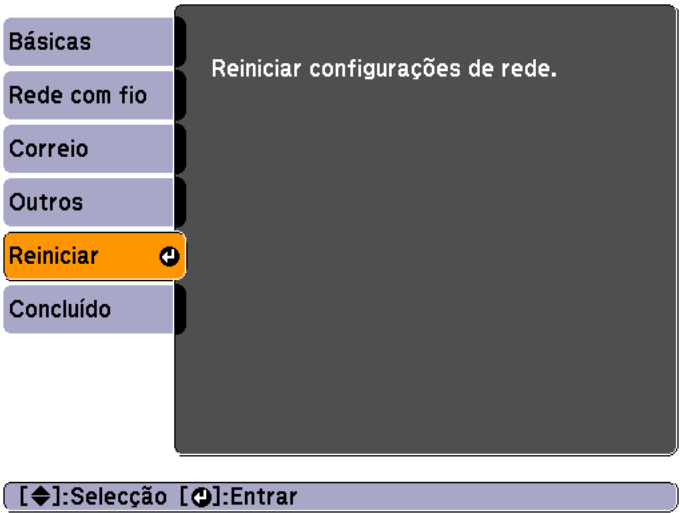 Básicas
Reiniciar configurações de rede.
Rede com fio
Correio
Outros
Reiniciar
Concluído
[◆]:Selecção [↵]:Entrar